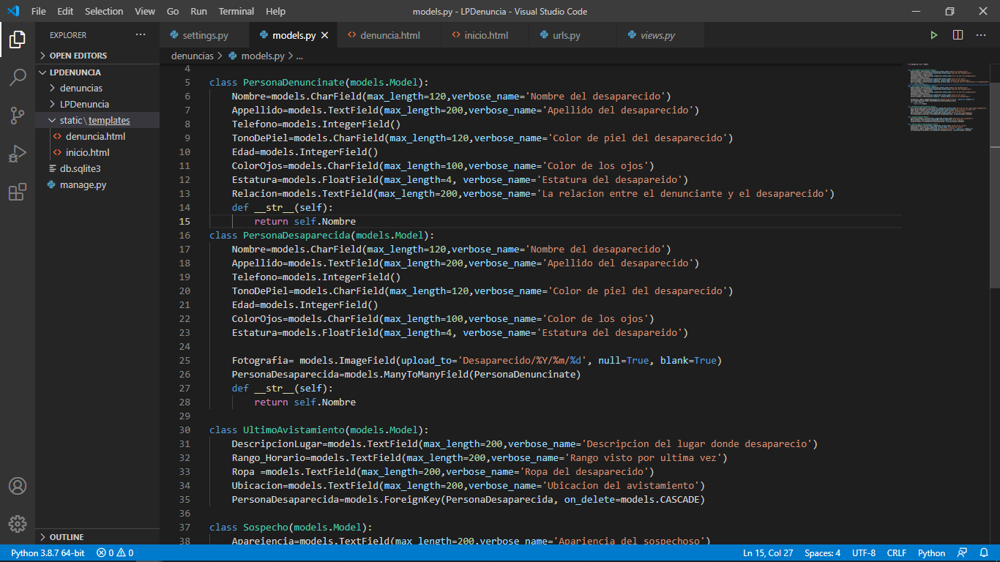 File Edit Selection View Go Run Terminal Help models.py - LPDenuncia - Visual Studio Code
EXPLORER
OPEN EDITORS
LPDENUNCIA
denuncias
LPDenuncia
static\templates
denuncia.html
inicio.html
db.sqlite3
manage.py
OUTLINE
settings.py models.py denuncia.html inicio.html urls.py views.py
denuncias > models.py > ...
4
5 class PersonaDenuncinate(models.Model):
6 Nombre=models.CharField(max_length=120,verbose_name='Nombre del desaparecido')
7 Appellido=models.TextField(max_length=200,verbose_name='Apellido del desaparecido')
8 Telefono=models.IntegerField()
9 TonoDePiel=models.CharField(max_length=120,verbose_name='Color de piel del desaparecido')
10 Edad=models.IntegerField()
11 ColorOjos=models.CharField(max_length=100,verbose_name='Color de los ojos')
12 Estatura=models.FloatField(max_length=4, verbose_name='Estatura del desapareido')
13 Relacion=models.TextField(max_length=200,verbose_name='La relacion entre el denunciante y el desaparecido')
14 def __str__(self):
15 return self.Nombre
16 class PersonaDesaparecida(models.Model):
17 Nombre=models.CharField(max_length=120,verbose_name='Nombre del desaparecido')
18 Appellido=models.TextField(max_length=200,verbose_name='Apellido del desaparecido')
19 Telefono=models.IntegerField()
20 TonoDePiel=models.CharField(max_length=120,verbose_name='Color de piel del desaparecido')
21 Edad=models.IntegerField()
22 ColorOjos=models.CharField(max_length=100,verbose_name='Color de los ojos')
23 Estatura=models.FloatField(max_length=4, verbose_name='Estatura del desapareido')
24
25 Fotografia= models.ImageField(upload_to='Desaparecido/%Y/%m/%d', null=True, blank=True)
26 PersonaDesaparecida=models.ManyToManyField(PersonaDenuncinate)
27 def __str__(self):
28 return self.Nombre
29
30 class UltimoAvistamiento(models.Model):
31 DescripcionLugar=models.TextField(max_length=200,verbose_name='Descripcion del lugar donde desaparecio')
32 Rango_Horario=models.TextField(max_length=200,verbose_name='Rango visto por ultima vez')
33 Ropa =models.TextField(max_length=200,verbose_name='Ropa del desaparecido')
34 Ubicacion=models.TextField(max_length=200,verbose_name='Ubicacion del avistamiento')
35 PersonaDesaparecida=models.ForeignKey(PersonaDesaparecida, on_delete=models.CASCADE)
36
37 class Sospecho(models.Model):
38 Apareiencia=models.TextField(max_length=200,verbose_name='Apariencia del sospechoso')
Python 3.8.7 64-bit 0 0 Ln 15, Col 27 Spaces: 4 UTF-8 CRLF Python